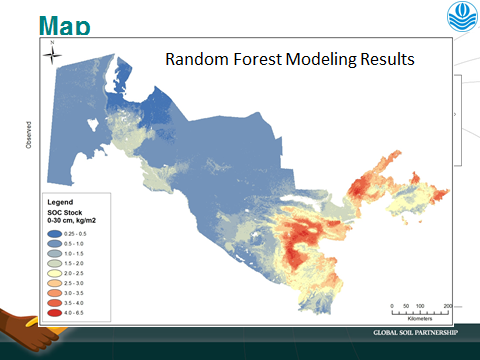 Map
N
Random Forest Modeling Results
Observed
Legend
SOC Stock
0-30 cm, kg/m2
0.25 - 0.5
0.5 - 1.0
1.0 - 1.5
1.5 - 2.0
2.0 - 2.5
2.5 - 3.0
3.0 - 3.5
3.5 - 4.0
4.0 - 6.5
0 50 100 200
Kilometers
GLOBAL SOIL PARTNERSHIP